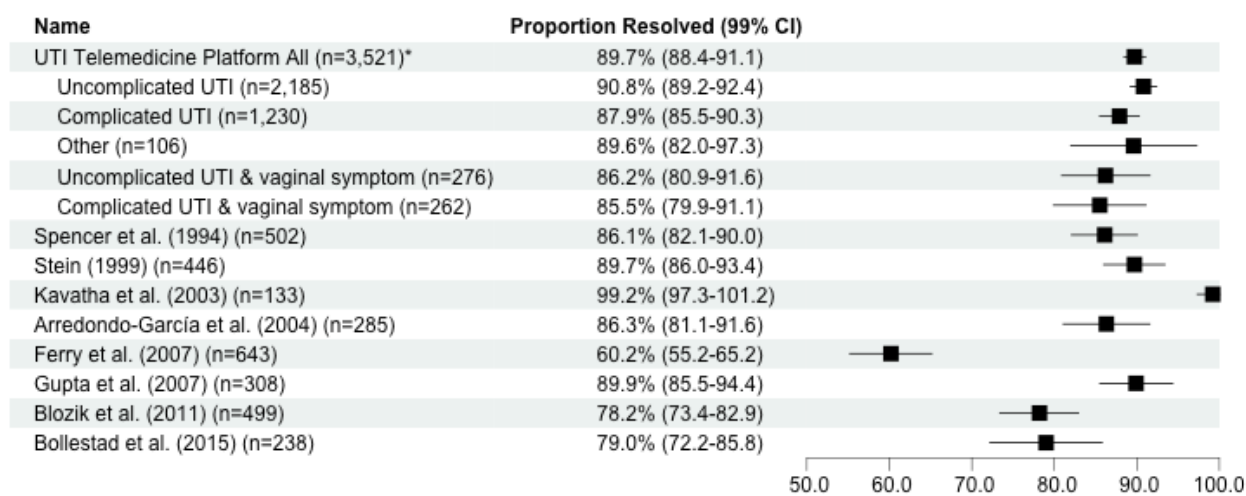 Name Proportion Resolved (99% CI)
UTI Telemedicine Platform All (n=3,521)* 89.7% (88.4-91.1)
Uncomplicated UTI (n=2,185) 90.8% (89.2-92.4)
Complicated UTI (n=1,230) 87.9% (85.5-90.3)
Other (n=106) 89.6% (82.0-97.3)
Uncomplicated UTI & vaginal symptom (n=276) 86.2% (80.9-91.6)
Complicated UTI & vaginal symptom (n=262) 85.5% (79.9-91.1)
Spencer et al. (1994) (n=502) 86.1% (82.1-90.0)
Stein (1999) (n=446) 89.7% (86.0-93.4)
Kavatha et al. (2003) (n=133) 99.2% (97.3-101.2)
Arredondo-García et al. (2004) (n=285) 86.3% (81.1-91.6)
Ferry et al. (2007) (n=643) 60.2% (55.2-65.2)
Gupta et al. (2007) (n=308) 89.9% (85.5-94.4)
Blozik et al. (2011) (n=499) 78.2% (73.4-82.9)
Bollestad et al. (2015) (n=238) 79.0% (72.2-85.8)
50.0 60.0 70.0 80.0 90.0 100.0